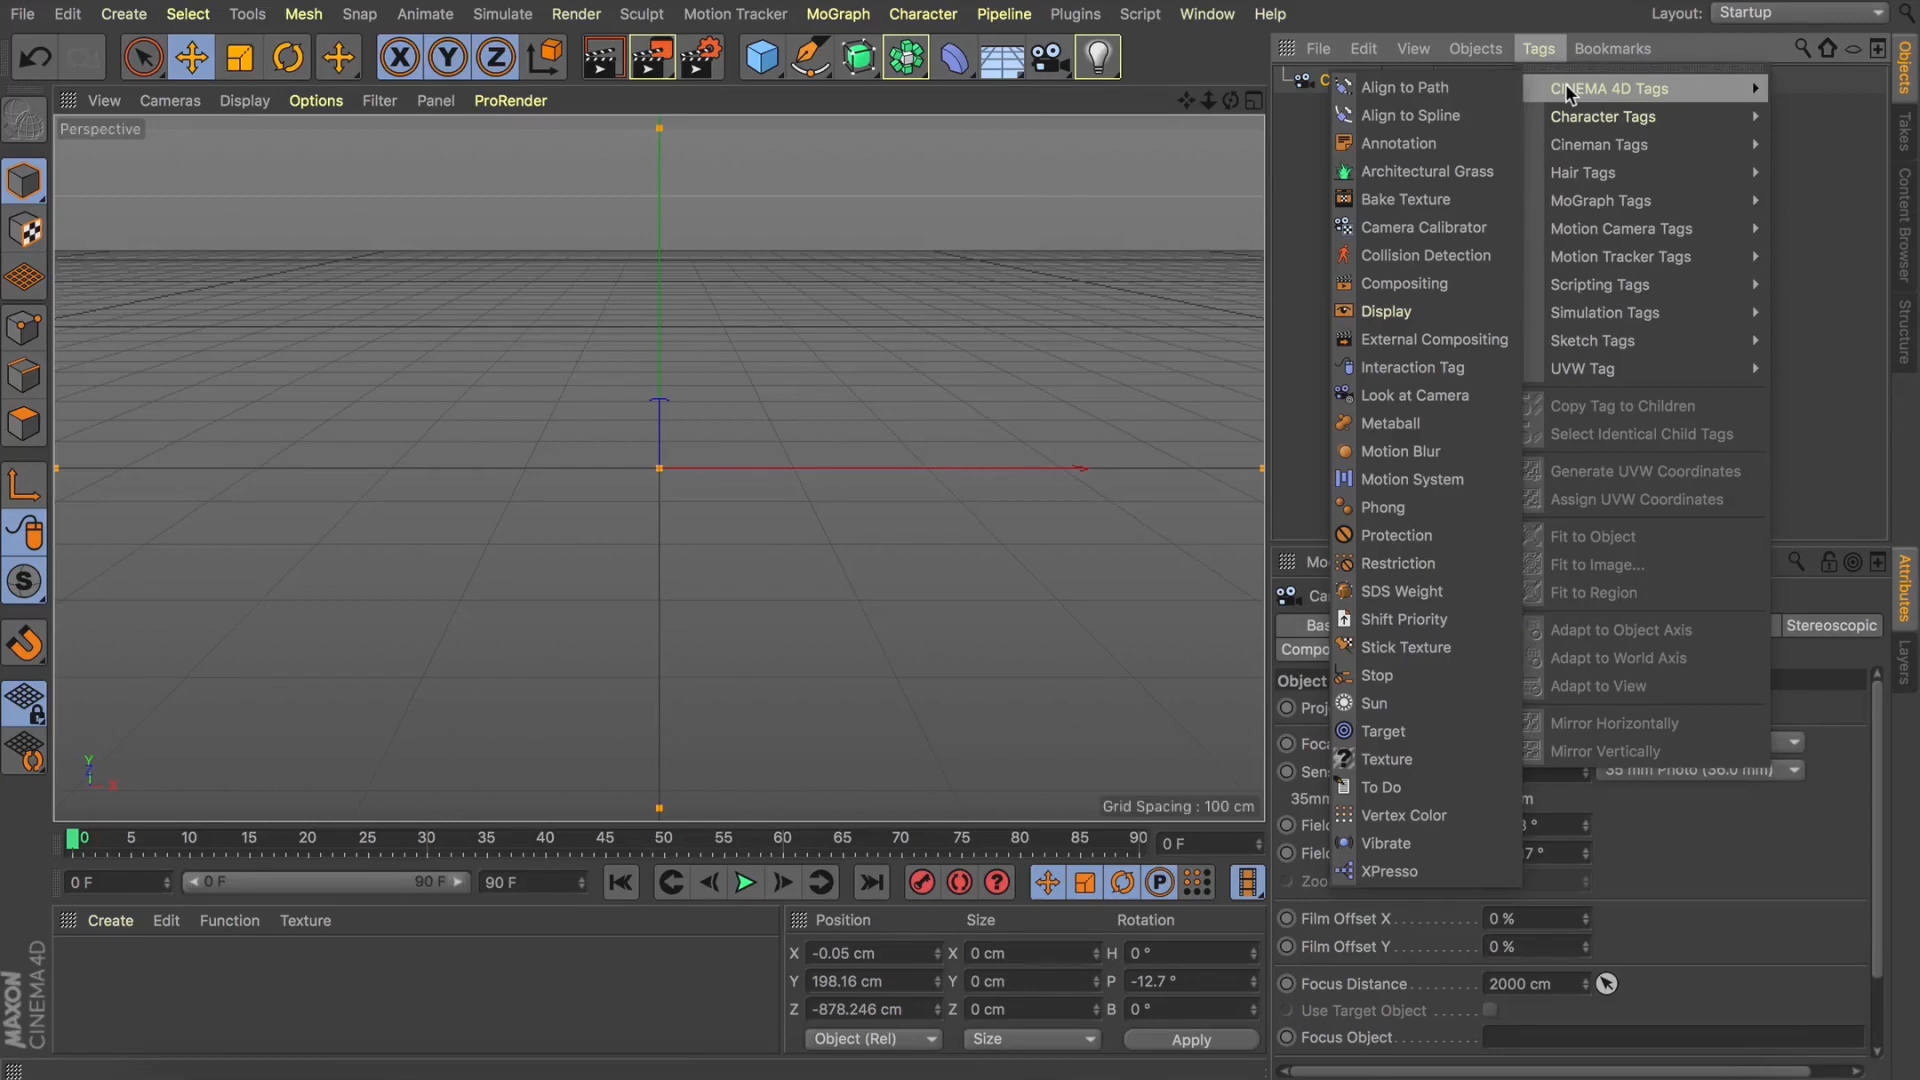 File Edit Create Select Tools Mesh Snap Animate Simulate Render Sculpt Motion Tracker MoGraph Character Pipeline Plugins Script Window Help Layout: Startup
X Y Z
File Edit View Objects Tags Bookmarks
View Cameras Display Options Filter Panel ProRender
Perspective
Align to Path
Align to Spline
Annotation
Architectural Grass
Bake Texture
Camera Calibrator
Collision Detection
Compositing
Display
External Compositing
Interaction Tag
Look at Camera
Metaball
Motion Blur
Motion System
Phong
Protection
Restriction
SDS Weight
Shift Priority
Stick Texture
Stop
Sun
Target
Texture
To Do
Vertex Color
Vibrate
XPresso
CINEMA 4D Tags
Character Tags
Cineman Tags
Hair Tags
MoGraph Tags
Motion Camera Tags
Motion Tracker Tags
Scripting Tags
Simulation Tags
Sketch Tags
UVW Tag
Copy Tag to Children
Select Identical Child Tags
Generate UVW Coordinates
Assign UVW Coordinates
Fit to Object
Fit to Image...
Fit to Region
Adapt to Object Axis
Adapt to World Axis
Adapt to View
Mirror Horizontally
Mirror Vertically
Objects
Takes
Content Browser
Structure
Attributes
Layers
Stereoscopic
Object
35 mm Photo (36.0 mm)
Film Offset X 0 %
Film Offset Y 0 %
Focus Distance 2000 cm
Use Target Object
Focus Object
S
Y
Z
X
Grid Spacing : 100 cm
0 5 10 15 20 25 30 35 40 45 50 55 60 65 70 75 80 85 90 0 F
0 F 0 F 90 F 90 F P
Create Edit Function Texture
Position Size Rotation
X -0.05 cm X 0 cm H 0 °
Y 198.16 cm Y 0 cm P -12.7 °
Z -878.246 cm Z 0 cm B 0 °
Object (Rel) Size Apply
MAXON
CINEMA 4D